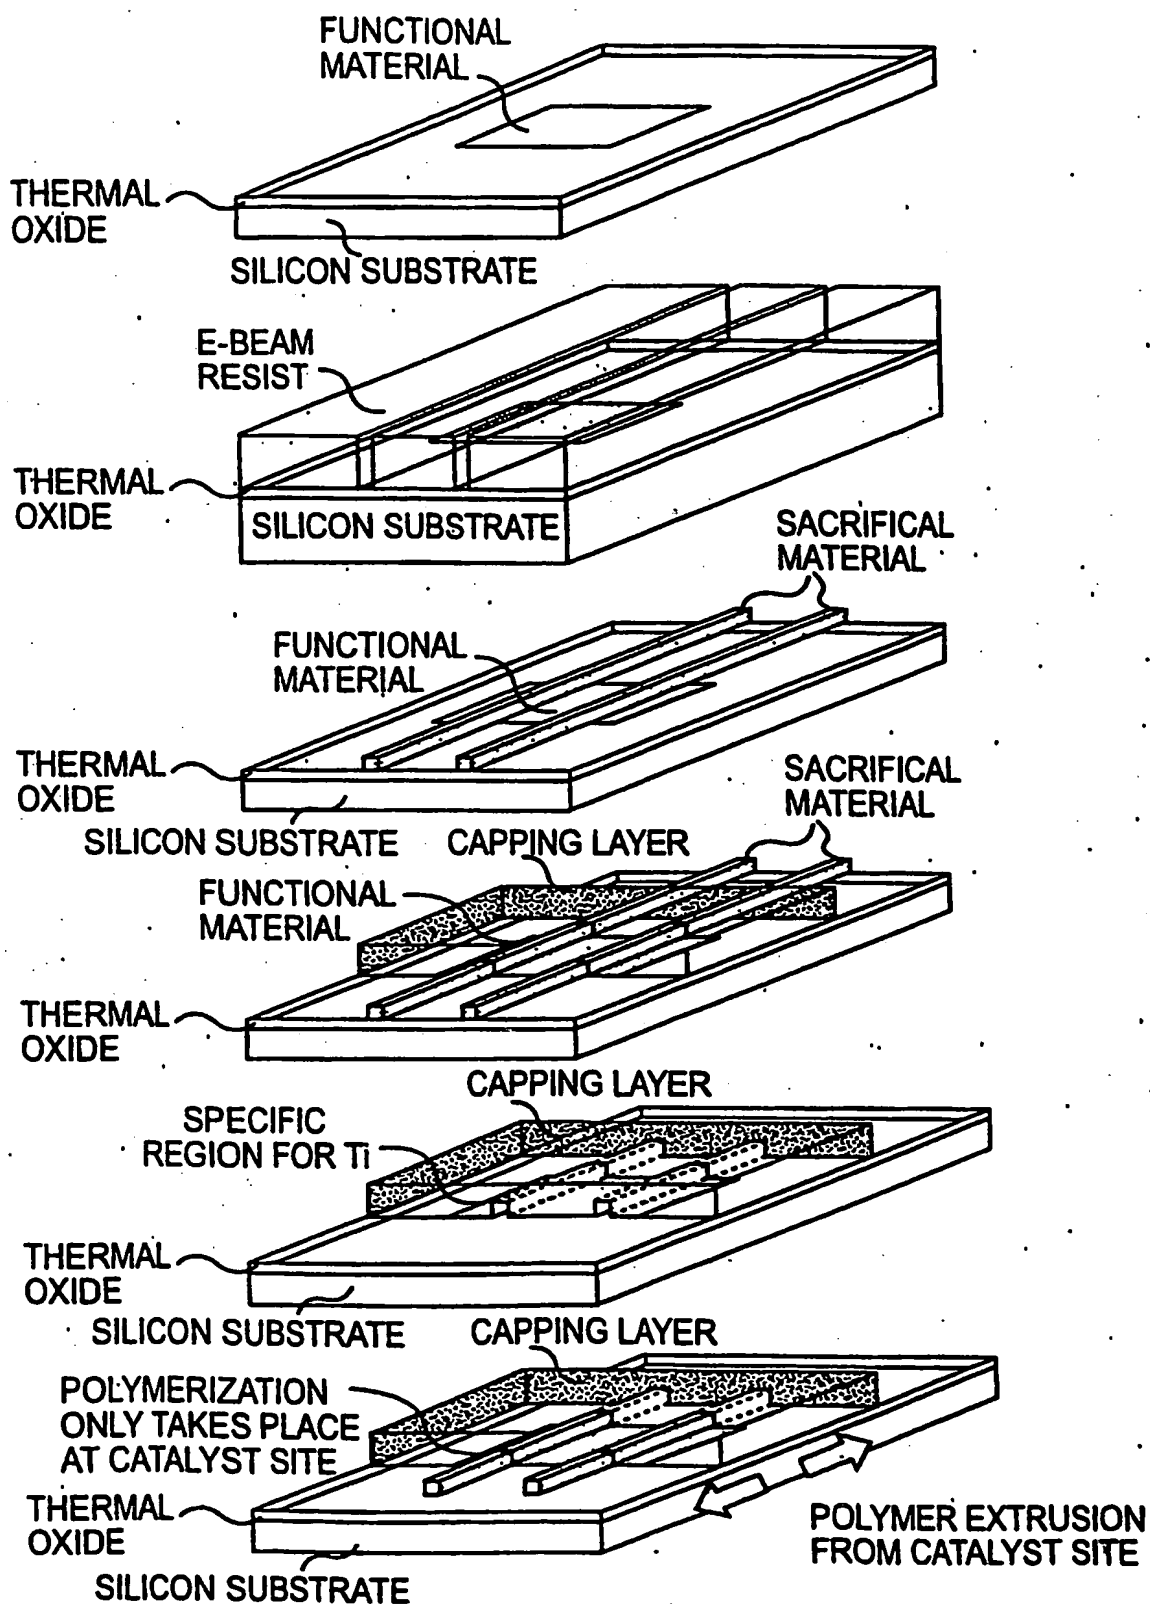 FUNCTIONAL
MATERIAL
THERMAL
OXIDE
SILICON SUBSTRATE
E-BEAM
RESIST
THERMAL
OXIDE
SILICON SUBSTRATE
SACRIFICAL
MATERIAL
FUNCTIONAL
MATERIAL
THERMAL
OXIDE
SILICON SUBSTRATE
SACRIFICAL
MATERIAL
CAPPING LAYER
FUNCTIONAL
MATERIAL
THERMAL
OXIDE
CAPPING LAYER
SPECIFIC
REGION FOR Ti
THERMAL
OXIDE
SILICON SUBSTRATE
CAPPING LAYER
POLYMERIZATION
ONLY TAKES PLACE
AT CATALYST SITE
THERMAL
OXIDE
SILICON SUBSTRATE
POLYMER EXTRUSION
FROM CATALYST SITE